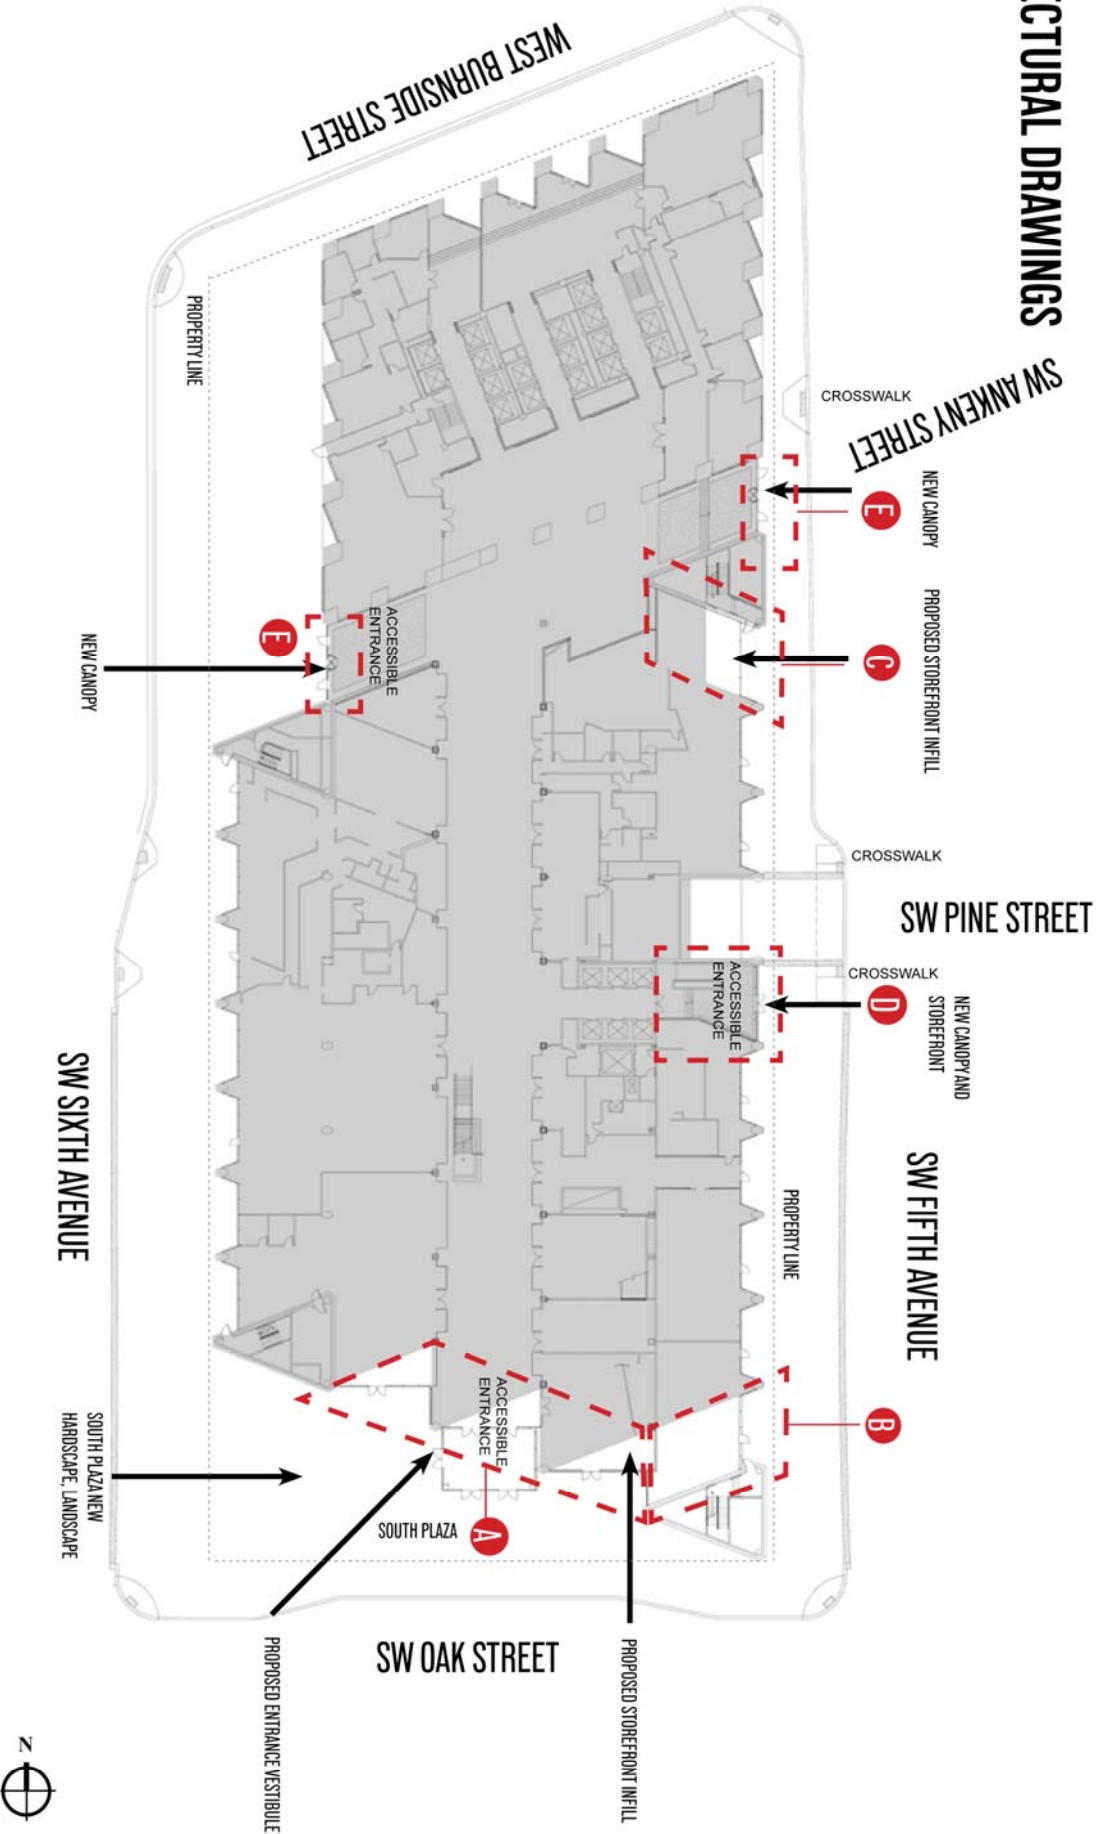 ECTURAL DRAWINGS
WEST BURNSIDE STREET
PROPERTY LINE
CROSSWALK
SW ANKENY STREET
NEW CANOPY
E
PROPOSED STOREFRONT INFILL
C
ACCESSIBLE
ENTRANCE
E
NEW CANOPY
CROSSWALK
SW PINE STREET
CROSSWALK
ACCESSIBLE
ENTRANCE
D
NEW CANOPY AND
STOREFRONT
SW SIXTH AVENUE
SW FIFTH AVENUE
PROPERTY LINE
B
ACCESSIBLE
ENTRANCE
SOUTH PLAZA NEW
HARDSCAPE, LANDSCAPE
SOUTH PLAZA
A
SW OAK STREET
PROPOSED ENTRANCE VESTIBULE
PROPOSED STOREFRONT INFILL
N